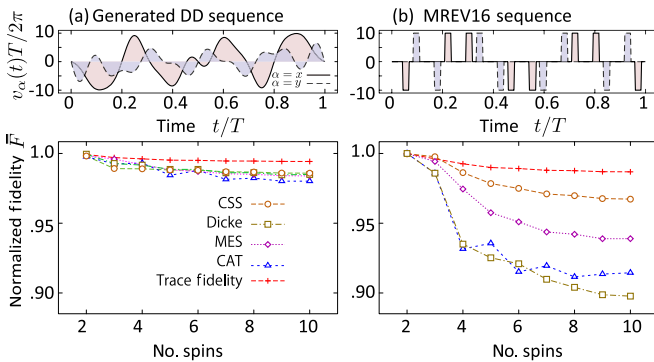 (a) Generated DD sequence
(b) MREV16 sequence
v_α(t)T/2π
10
0
-10
α = x
α = y
0
0.2
0.4
0.6
0.8
1
Time t/T
10
0
-10
0
0.2
0.4
0.6
0.8
1
Time t/T
Normalized fidelity F̄
1.0
.95
.90
CSS
Dicke
MES
CAT
Trace fidelity
2
4
6
8
10
No. spins
1.0
.95
.90
2
4
6
8
10
No. spins